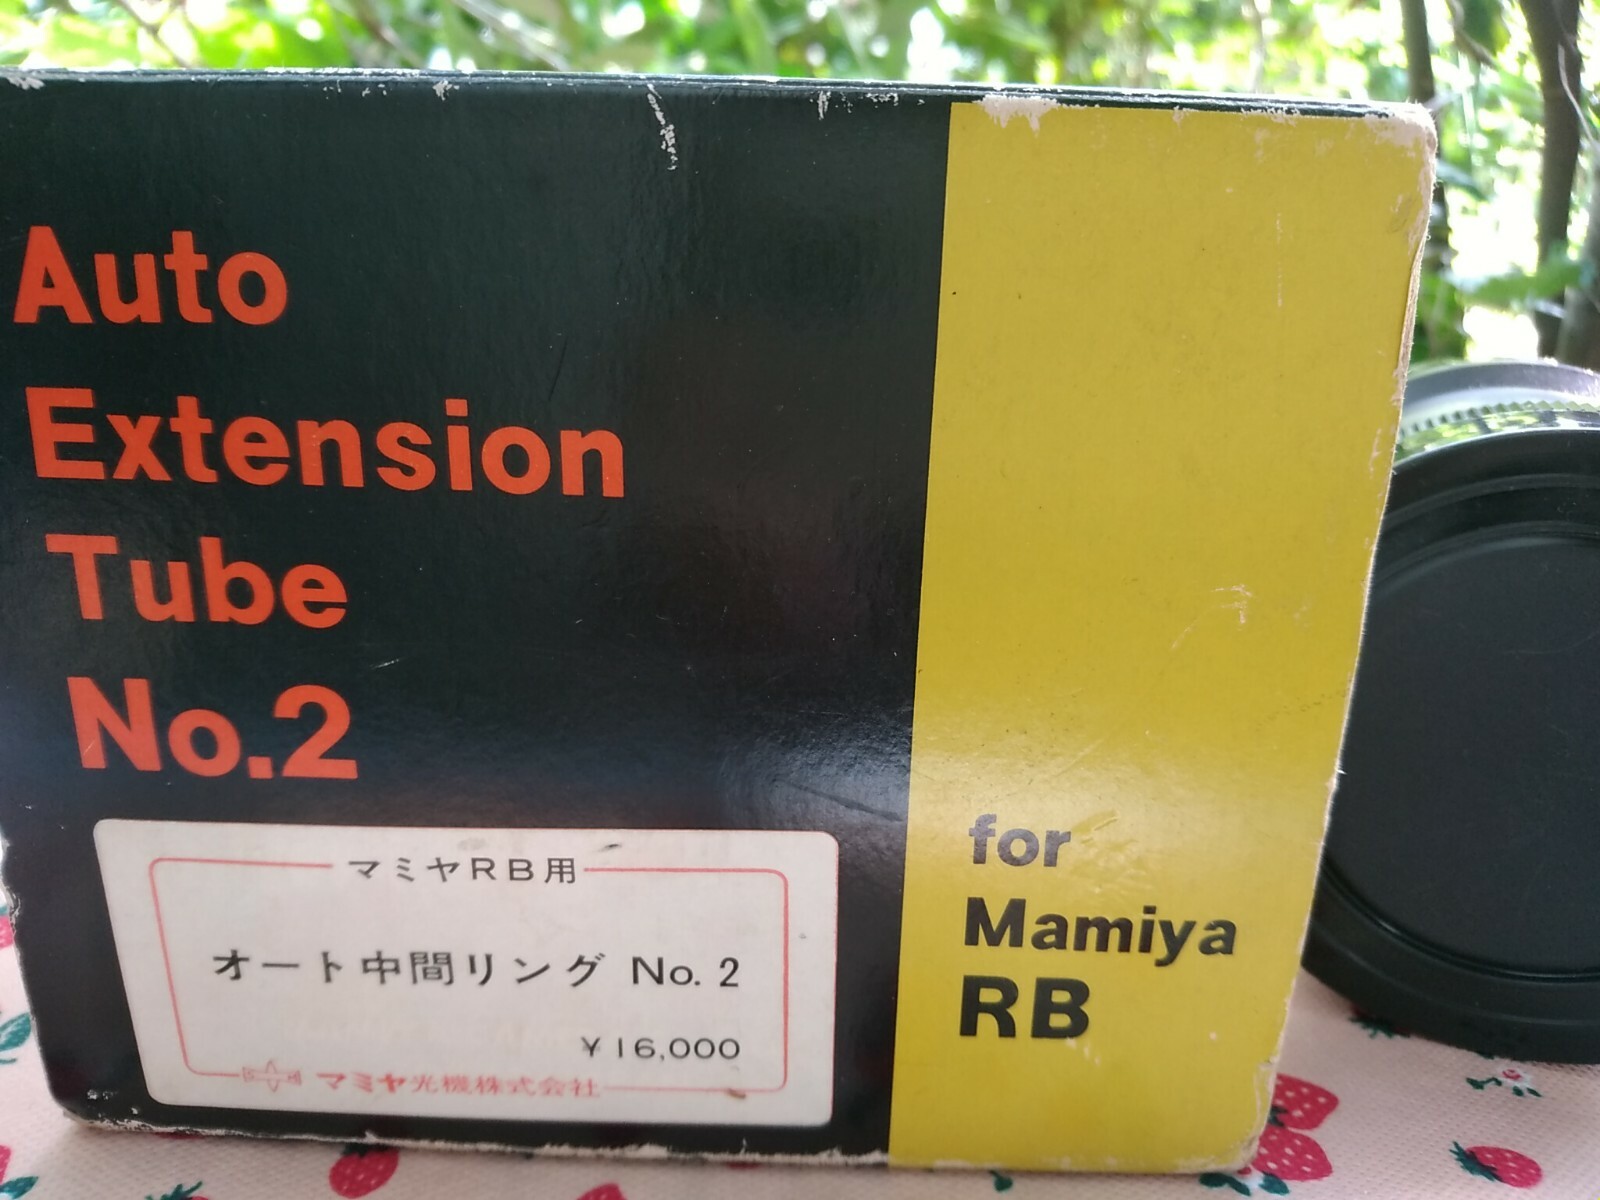 Auto
Extension
Tube
No.2
マミヤRB用
オート中間リング No. 2
¥16,000
マミヤ光機株式会社
for
Mamiya
RB